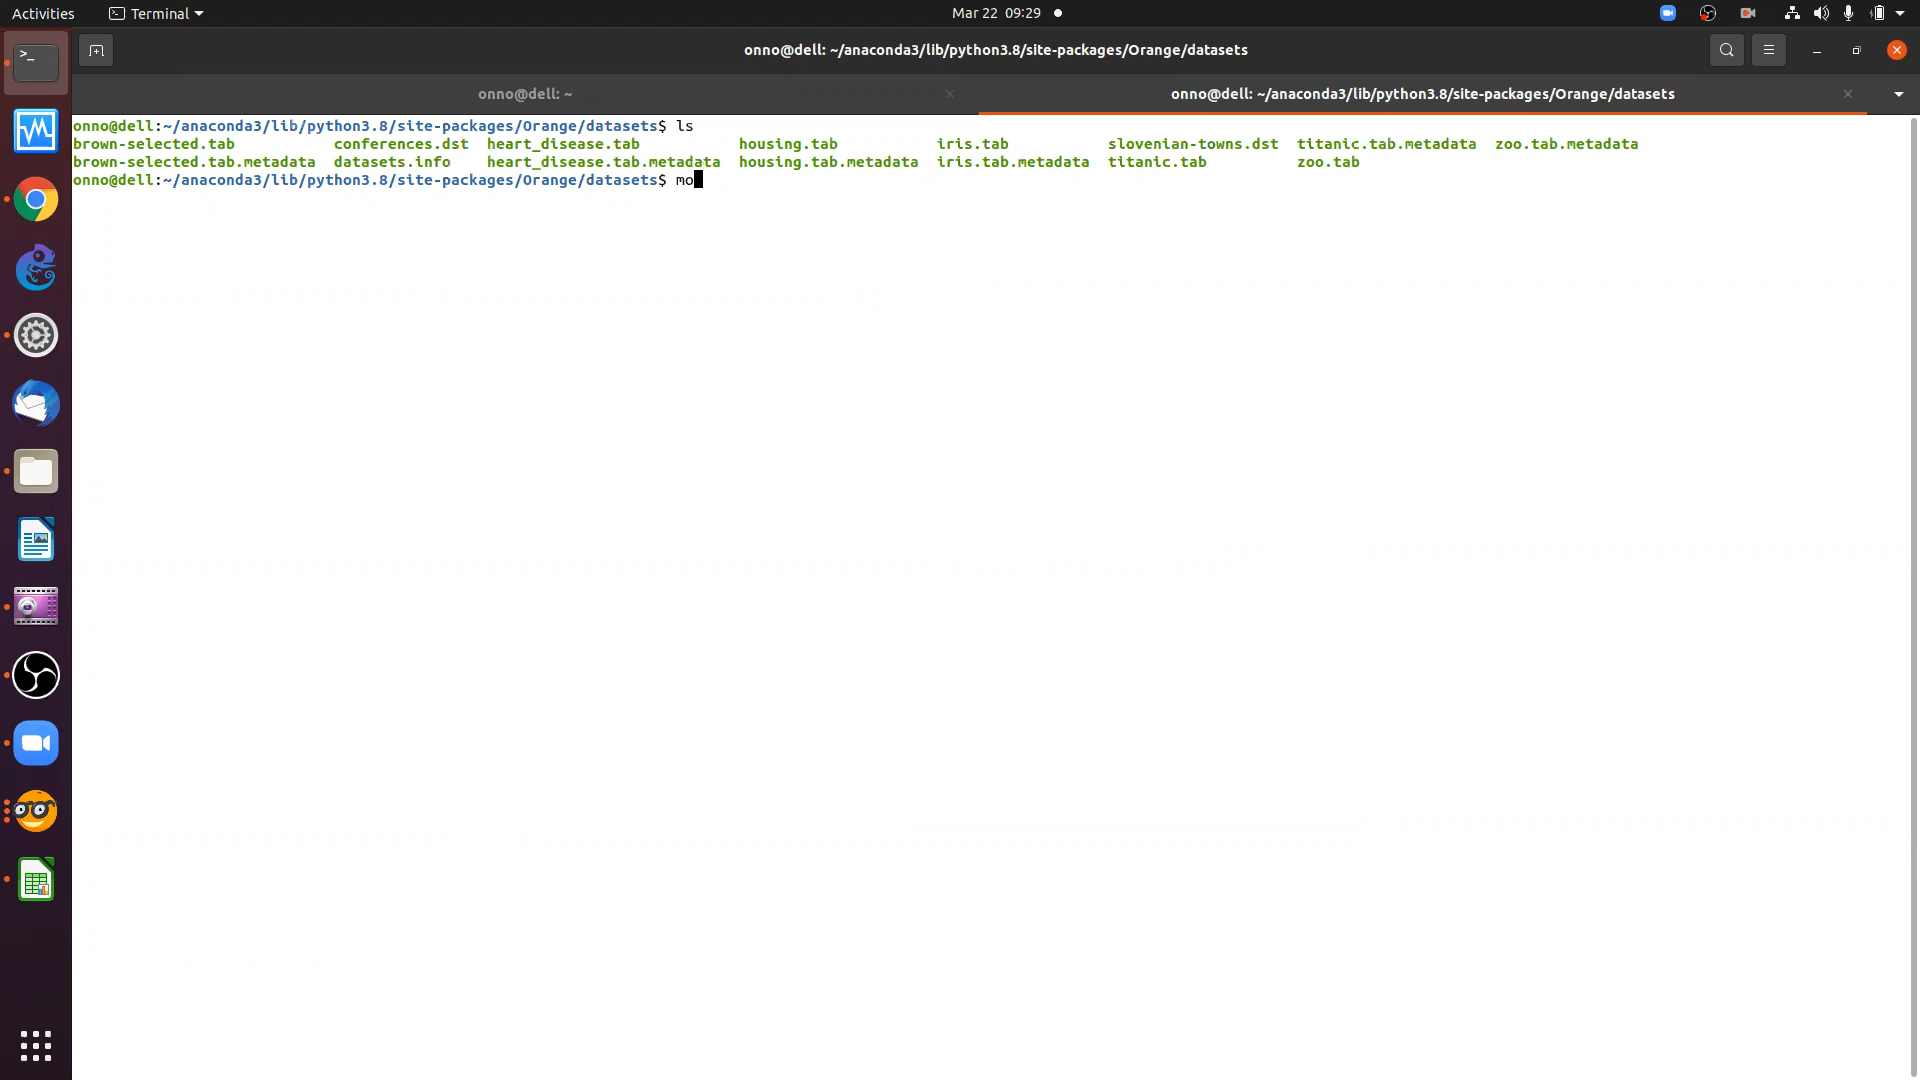 Activities Terminal Mar 22 09:29
onno@dell: ~/anaconda3/lib/python3.8/site-packages/Orange/datasets
onno@dell: ~ onno@dell: ~/anaconda3/lib/python3.8/site-packages/Orange/datasets
onno@dell:~/anaconda3/lib/python3.8/site-packages/Orange/datasets$ ls
brown-selected.tab conferences.dst heart_disease.tab housing.tab iris.tab slovenian-towns.dst titanic.tab.metadata zoo.tab.metadata
brown-selected.tab.metadata datasets.info heart_disease.tab.metadata housing.tab.metadata iris.tab.metadata titanic.tab zoo.tab
onno@dell:~/anaconda3/lib/python3.8/site-packages/Orange/datasets$ mo